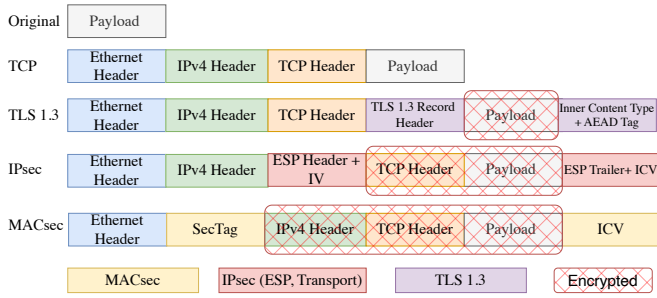 Original Payload
TCP Ethernet Header IPv4 Header TCP Header Payload
TLS 1.3 Ethernet Header IPv4 Header TCP Header TLS 1.3 Record Header Payload Inner Content Type + AEAD Tag
IPsec Ethernet Header IPv4 Header ESP Header + IV TCP Header Payload ESP Trailer+ ICV
MACsec Ethernet Header SecTag IPv4 Header TCP Header Payload ICV
MACsec IPsec (ESP, Transport) TLS 1.3 Encrypted